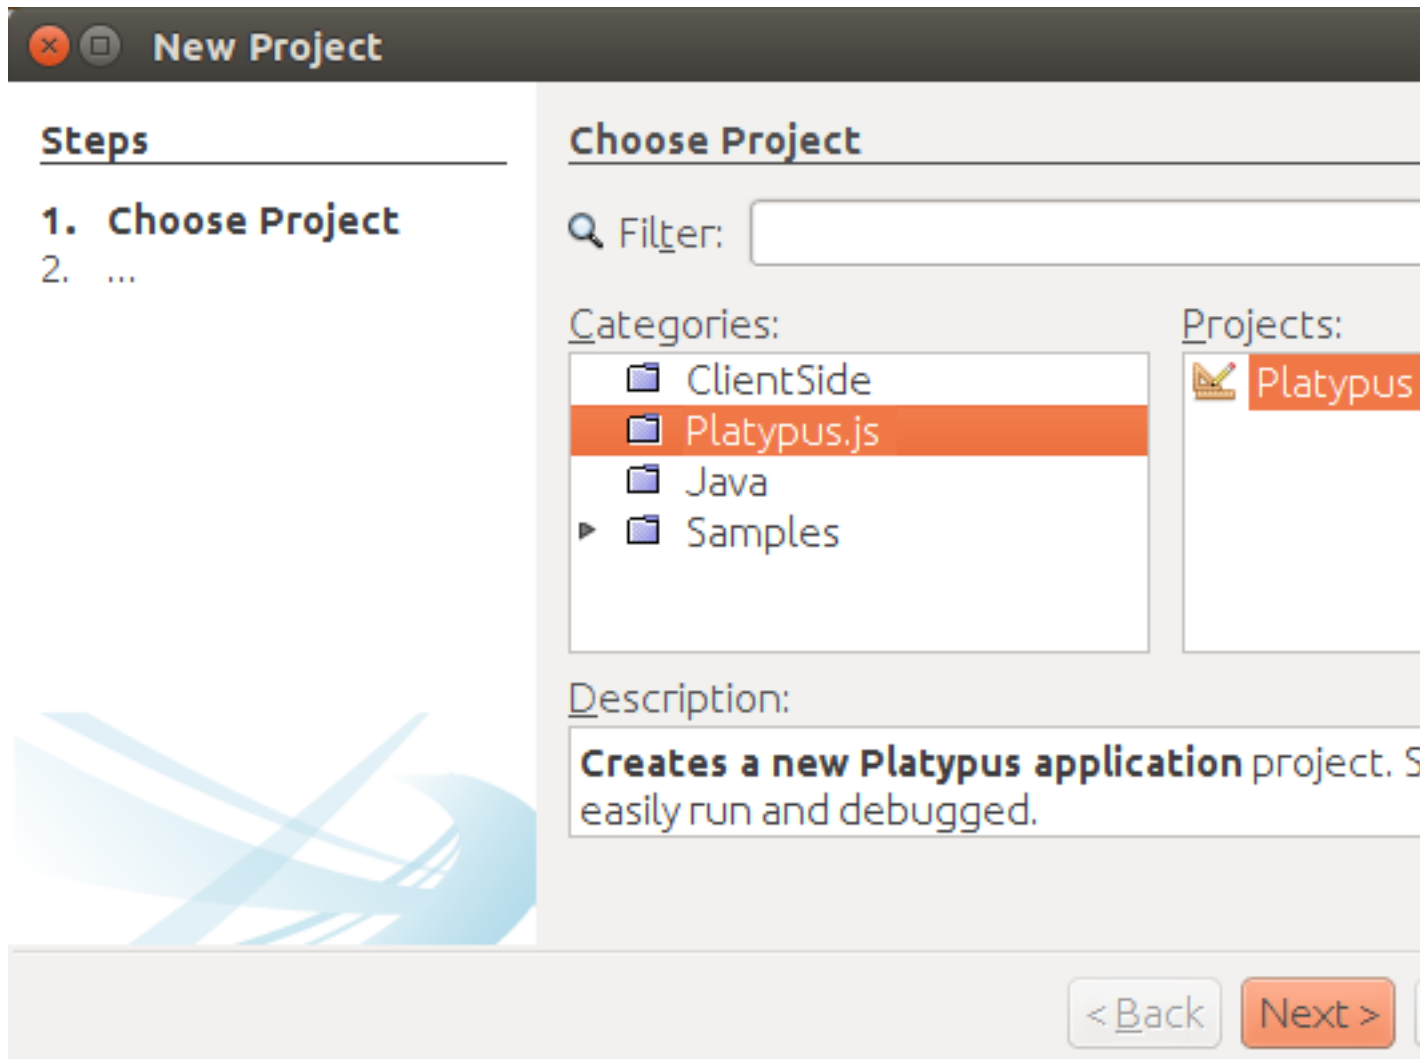 New Project
Steps
1. Choose Project
2. ...
Choose Project
Filter:
Categories:
ClientSide
Platypus.js
Java
Samples
Projects:
Platypus
Description:
Creates a new Platypus application project. S
easily run and debugged.
< Back
Next >